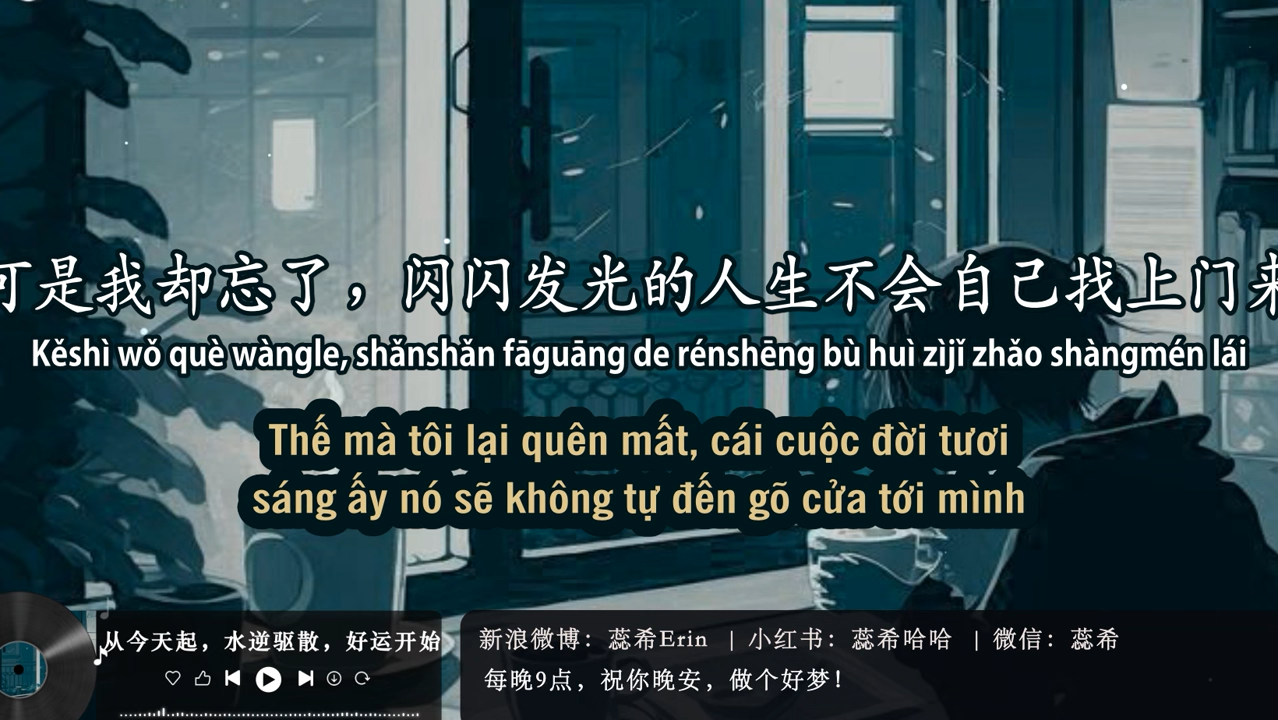 可是我却忘了，闪闪发光的人生不会自己找上门来
Kěshì wǒ què wàngle, shǎnshǎn fāguāng de rénshēng bù huì zìjǐ zhǎo shàngmén lái
Thế mà tôi lại quên mất, cái cuộc đời tươi
sáng ấy nó sẽ không tự đến gõ cửa tới mình
从今天起，水逆驱散，好运开始
新浪微博：蕊希Erin ｜小红书：蕊希哈哈 ｜微信：蕊希
每晚9点，祝你晚安，做个好梦！